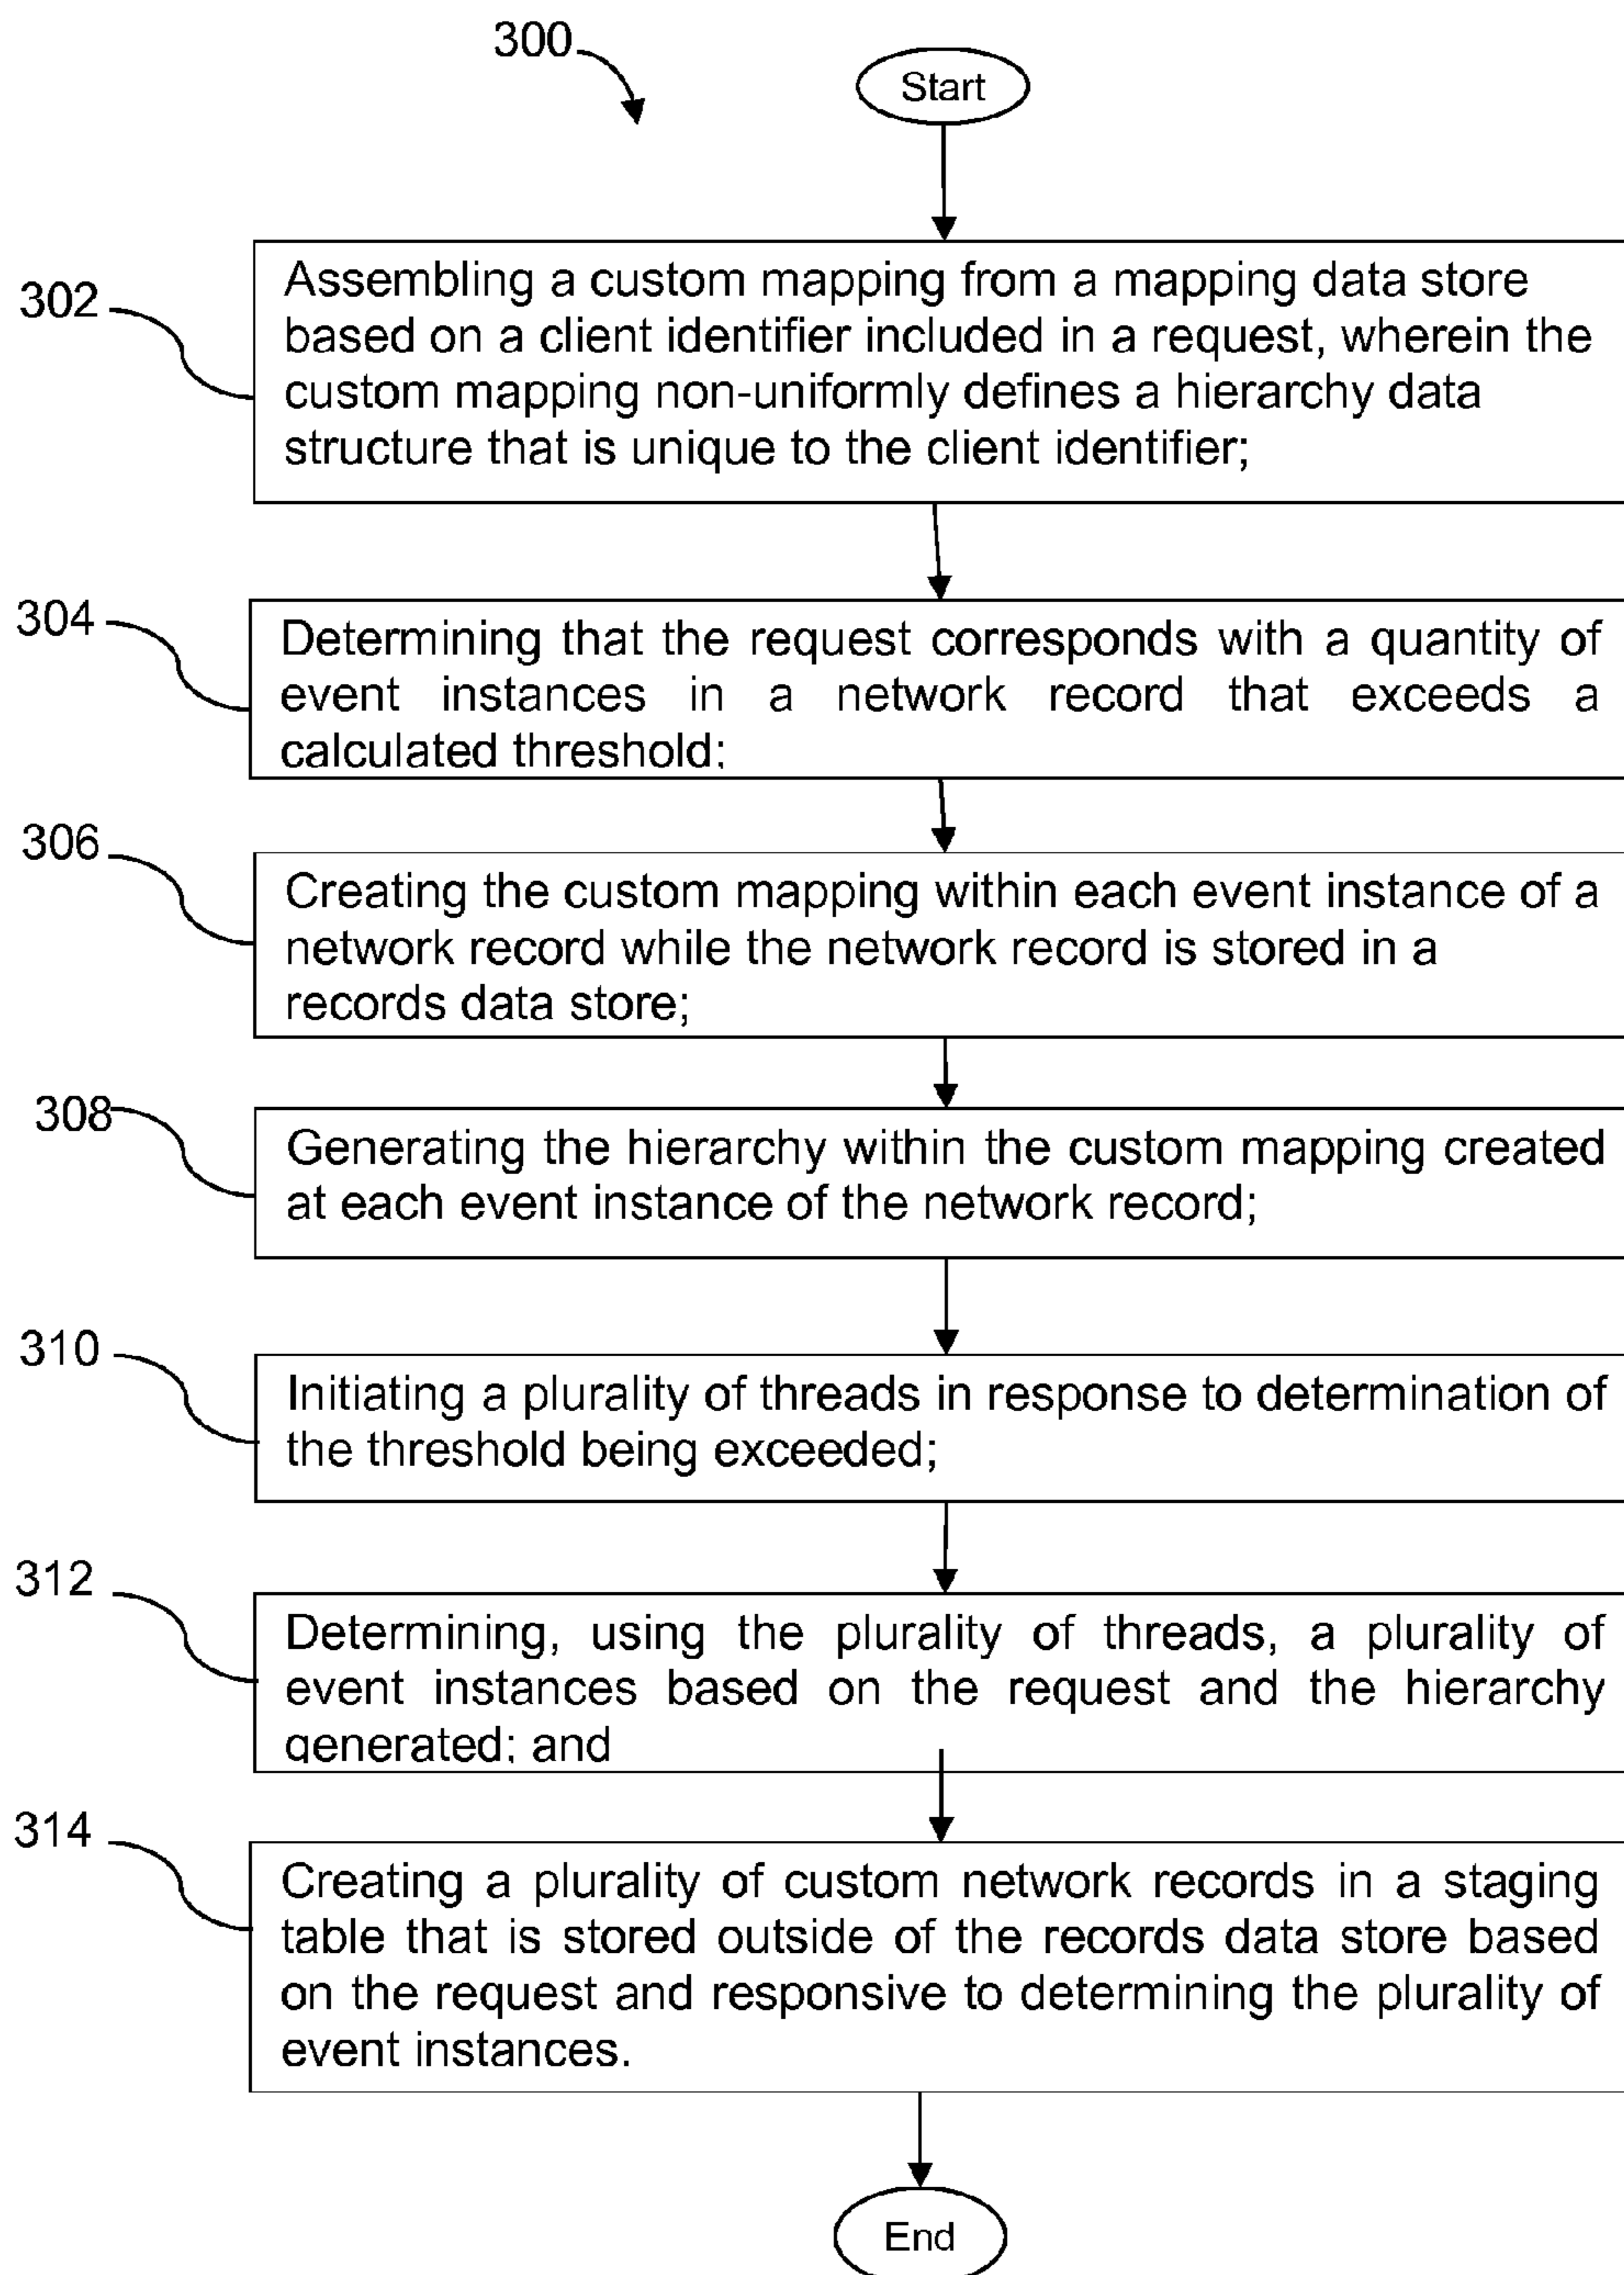 300
Start
302
Assembling a custom mapping from a mapping data store
based on a client identifier included in a request, wherein the
custom mapping non-uniformly defines a hierarchy data
structure that is unique to the client identifier;
304
Determining that the request corresponds with a quantity of
event instances in a network record that exceeds a
calculated threshold;
306
Creating the custom mapping within each event instance of a
network record while the network record is stored in a
records data store;
308
Generating the hierarchy within the custom mapping created
at each event instance of the network record;
310
Initiating a plurality of threads in response to determination of
the threshold being exceeded;
312
Determining, using the plurality of threads, a plurality of
event instances based on the request and the hierarchy
generated; and
314
Creating a plurality of custom network records in a staging
table that is stored outside of the records data store based
on the request and responsive to determining the plurality of
event instances.
End